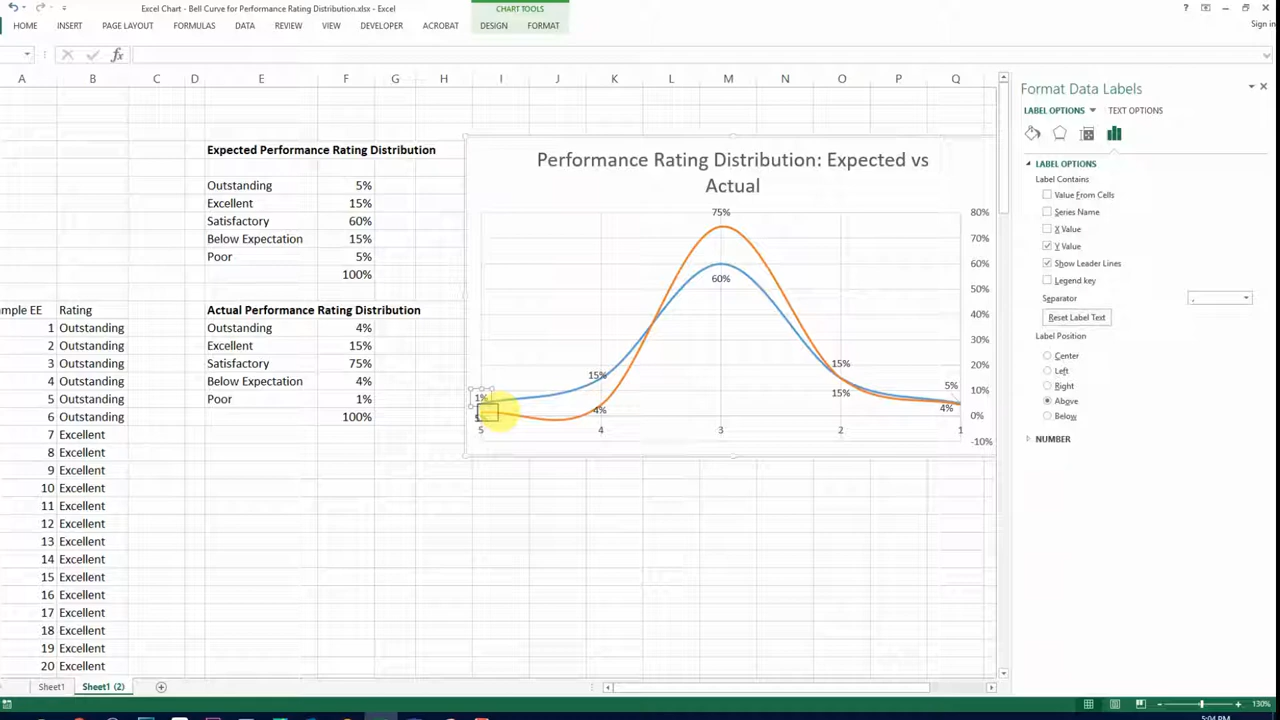 Excel Chart - Bell Curve for Performance Rating Distribution.xlsx - Excel
CHART TOOLS
?
HOME INSERT PAGE LAYOUT FORMULAS DATA REVIEW VIEW DEVELOPER ACROBAT DESIGN FORMAT
Sign in
fx
A B C D E F G H I J K L M N O P Q
Expected Performance Rating Distribution
Outstanding 5%
Excellent 15%
Satisfactory 60%
Below Expectation 15%
Poor 5%
100%
mple EE Rating
Actual Performance Rating Distribution
1 Outstanding
Outstanding 4%
2 Outstanding
Excellent 15%
3 Outstanding
Satisfactory 75%
4 Outstanding
Below Expectation 4%
5 Outstanding
Poor 1%
6 Outstanding
100%
7 Excellent
8 Excellent
9 Excellent
10 Excellent
11 Excellent
12 Excellent
13 Excellent
14 Excellent
15 Excellent
16 Excellent
17 Excellent
18 Excellent
19 Excellent
20 Excellent
Performance Rating Distribution: Expected vs
Actual
75%
60%
15%
4%
1%
15%
15%
5%
4%
80%
70%
60%
50%
40%
30%
20%
10%
0%
-10%
5 4 3 2 1
Format Data Labels
LABEL OPTIONS TEXT OPTIONS
LABEL OPTIONS
Label Contains
Value From Cells
Series Name
X Value
Y Value
Show Leader Lines
Legend key
Separator ,
Reset Label Text
Label Position
Center
Left
Right
Above
Below
NUMBER
Sheet1 Sheet1 (2)
130%
5:04 PM